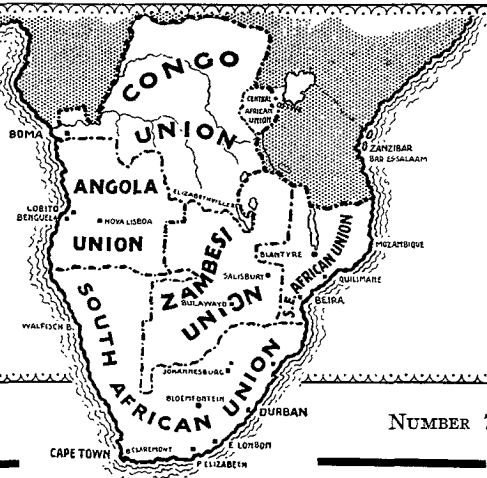 CONGO UNION
CENTRAL AFRICAN UNION
BOMA
ZANZIBAR
DAR ESSALAAM
ANGOLA UNION
ELIZABETHVILLE
LOBITO
BENGUELA
NOVA LISBOA
ZAMBESI UNION
BLANTYRE
MOZAMBIQUE
S.E. AFRICAN UNION
SALISBURY
QUILIMANE
BULAWAYO
BEIRA
SOUTH AFRICAN UNION
WALFISCH B.
JOHANNESBURG
BLOEMFONTEIN
DURBAN
NUMBER
CAPE TOWN
CLAREMONT
E. LONDON
P. ELIZABETH